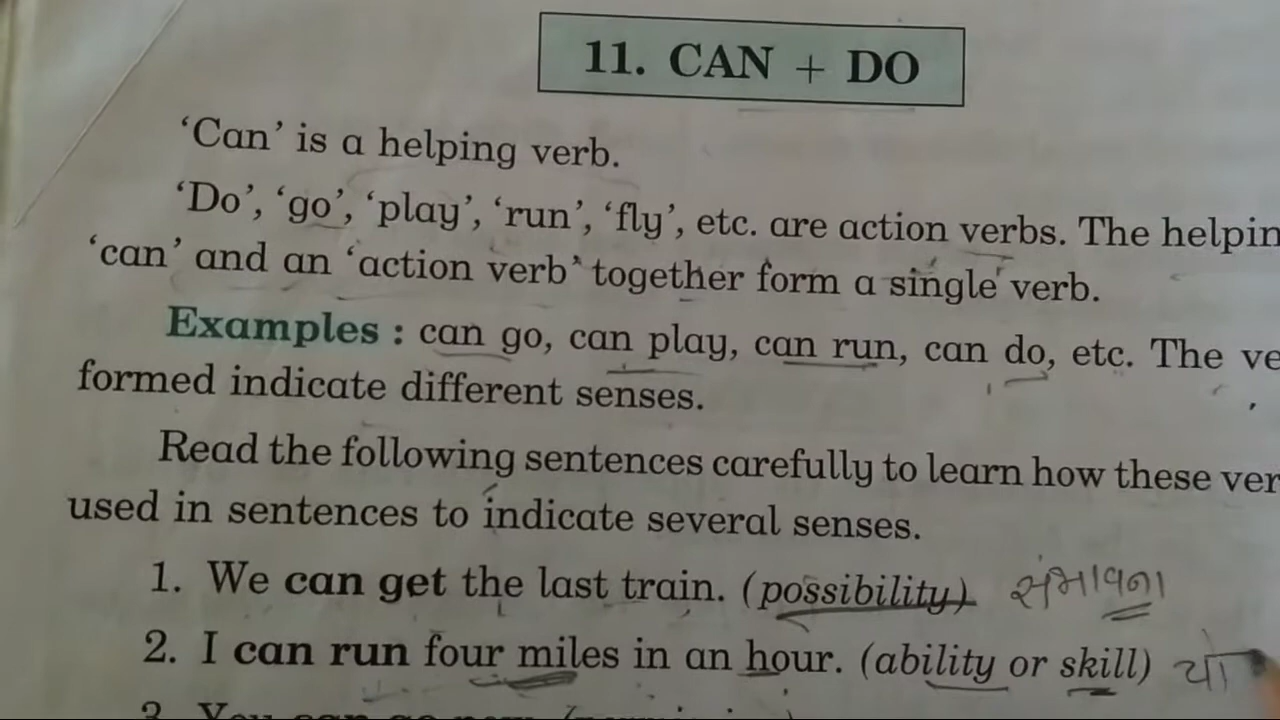 11. CAN + DO
‘Can’ is a helping verb.
‘Do’, ‘go’, ‘play’, ‘run’, ‘fly’, etc. are action verbs. The
‘can’ and an ‘action verb’ together form a single verb.
Examples : can go, can play, can run, can do, etc. The
formed indicate different senses.
Read the following sentences carefully to learn how these
used in sentences to indicate several senses.
1. We can get the last train. (possibility) संभावना
2. I can run four miles in an hour. (ability or skill)